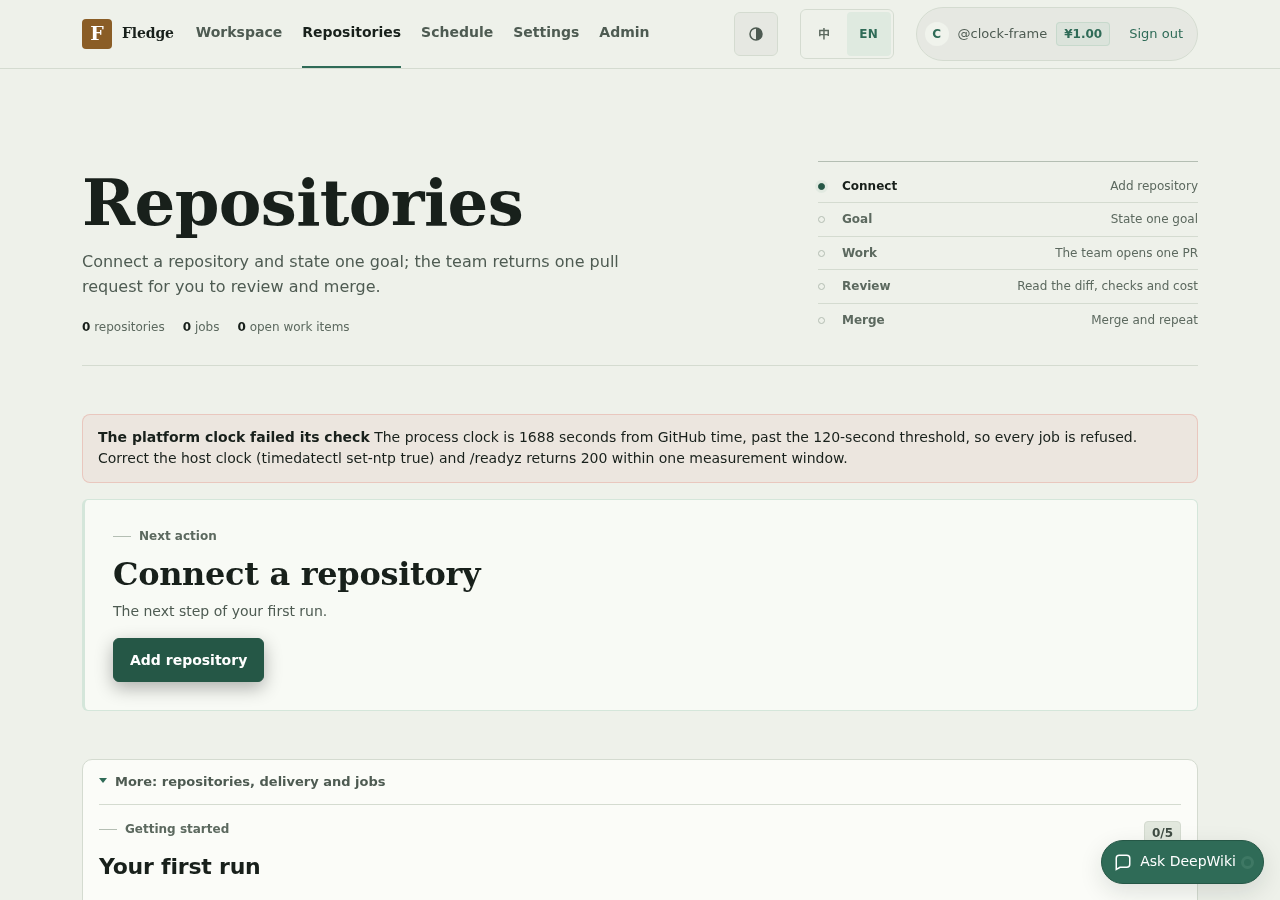 F Fledge Workspace Repositories Schedule Settings Admin 中 EN C @clock-frame ¥1.00 Sign out
Repositories
Connect a repository and state one goal; the team returns one pull
request for you to review and merge.
0 repositories 0 jobs 0 open work items
Connect Add repository
Goal State one goal
Work The team opens one PR
Review Read the diff, checks and cost
Merge Merge and repeat
The platform clock failed its check The process clock is 1688 seconds from GitHub time, past the 120-second threshold, so every job is refused.
Correct the host clock (timedatectl set-ntp true) and /readyz returns 200 within one measurement window.
Next action
Connect a repository
The next step of your first run.
Add repository
More: repositories, delivery and jobs
Getting started 0/5
Your first run
Ask DeepWiki